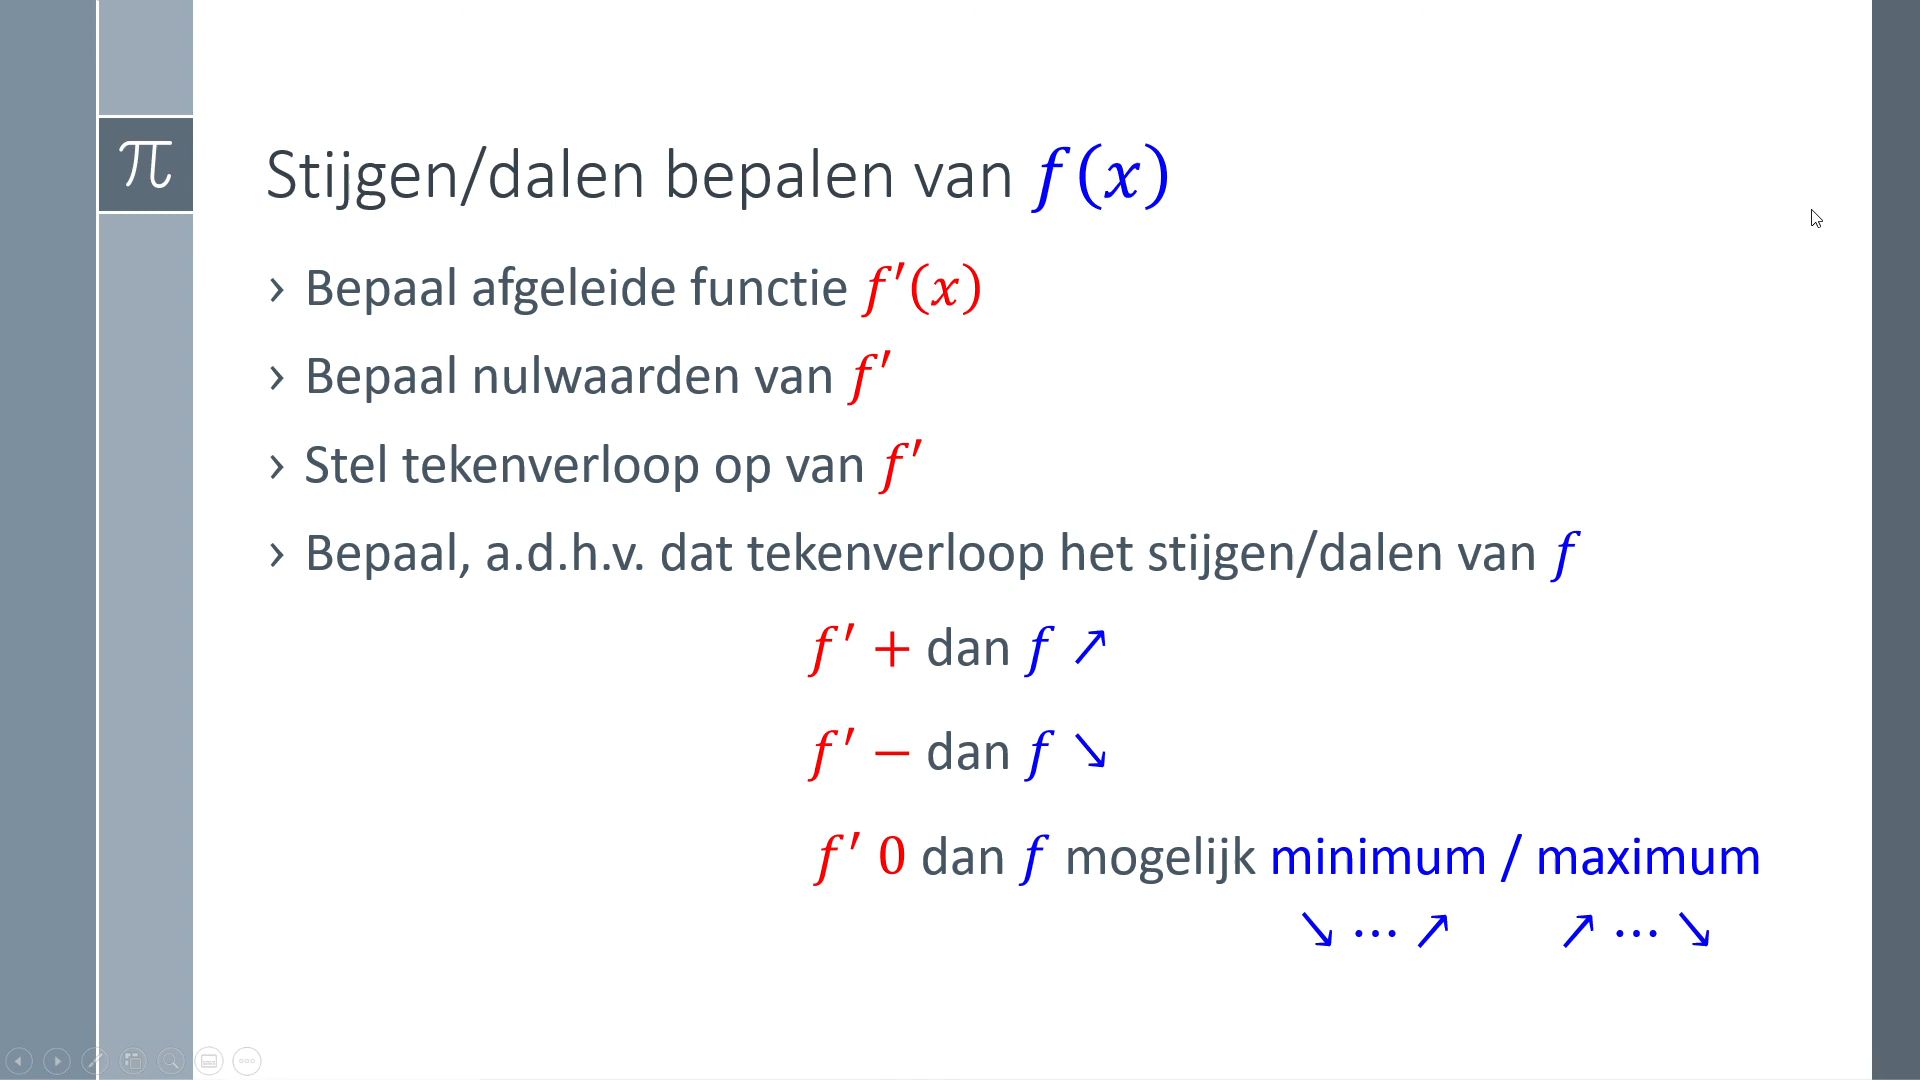 π
Stijgen/dalen bepalen van f(x)
› Bepaal afgeleide functie f′(x)
› Bepaal nulwaarden van f′
› Stel tekenverloop op van f′
› Bepaal, a.d.h.v. dat tekenverloop het stijgen/dalen van f
f′ + dan f ↗
f′ − dan f ↘
f′ 0 dan f mogelijk minimum / maximum
↘ ⋯ ↗ ↗ ⋯ ↘